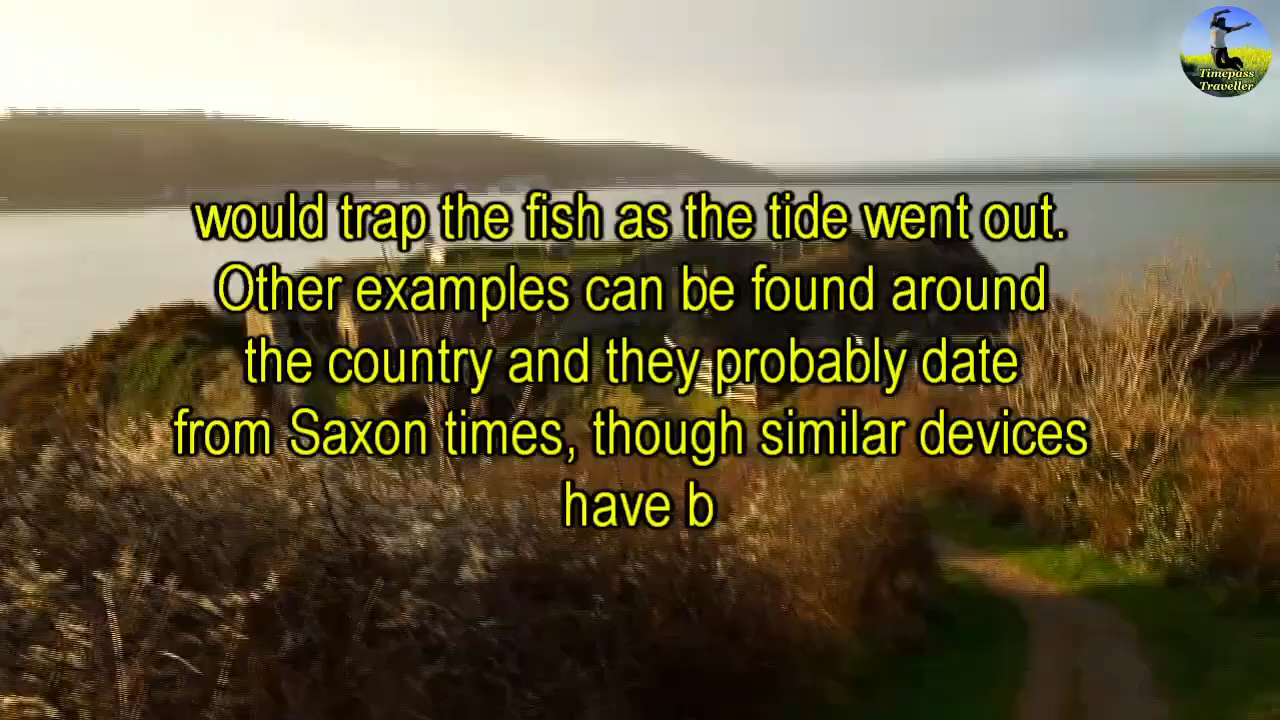 Timepass
Traveller
would trap the fish as the tide went out.
Other examples can be found around
the country and they probably date
from Saxon times, though similar devices
have b